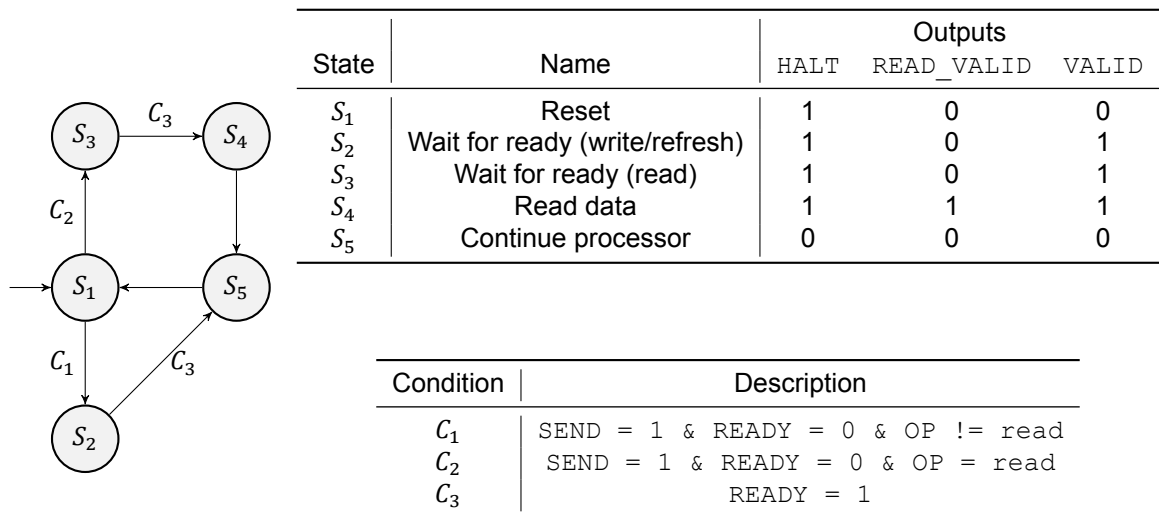 Outputs
State Name HALT READ_VALID VALID
S₁ Reset 1 0 0
S₂ Wait for ready (write/refresh) 1 0 1
S₃ Wait for ready (read) 1 0 1
S₄ Read data 1 1 1
S₅ Continue processor 0 0 0
S₃ C₃ S₄
C₂
S₁ S₅
C₁ C₃
S₂
Condition Description
C₁ SEND = 1 & READY = 0 & OP != read
C₂ SEND = 1 & READY = 0 & OP = read
C₃ READY = 1